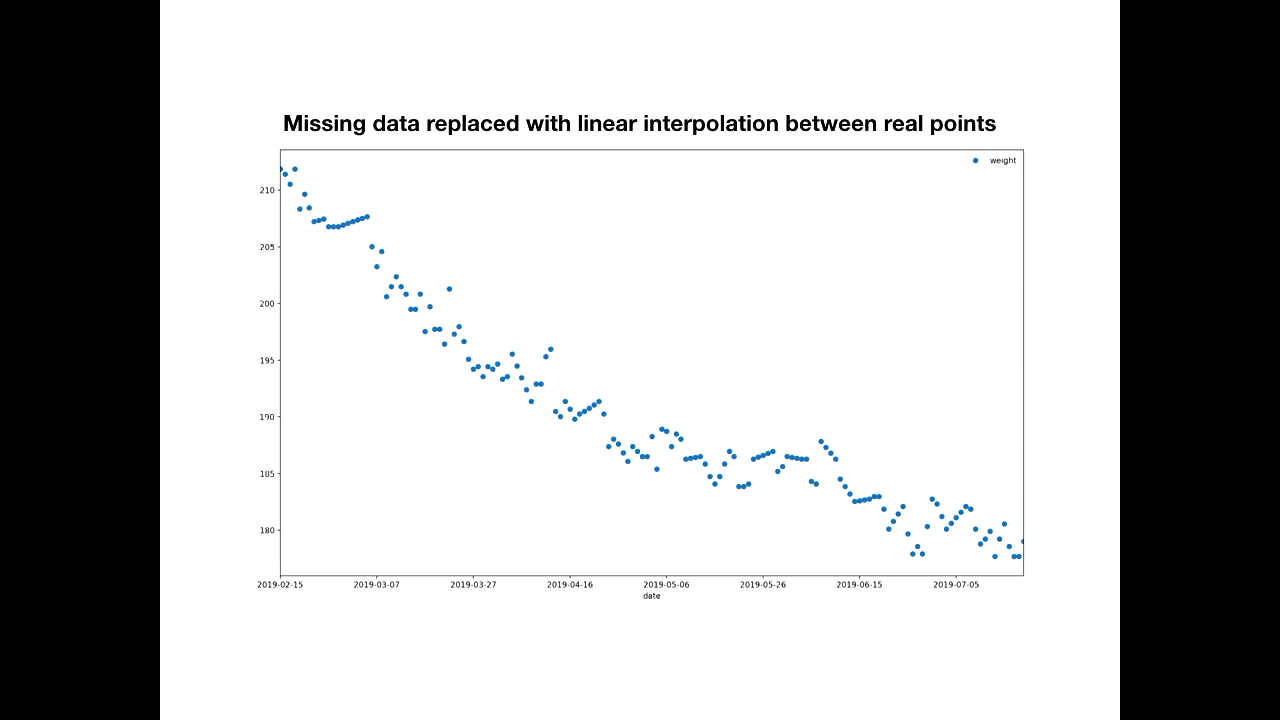 Missing data replaced with linear interpolation between real points
weight
210
205
200
195
190
185
180
2019-02-15 2019-03-07 2019-03-27 2019-04-16 2019-05-06 2019-05-26 2019-06-15 2019-07-05
date